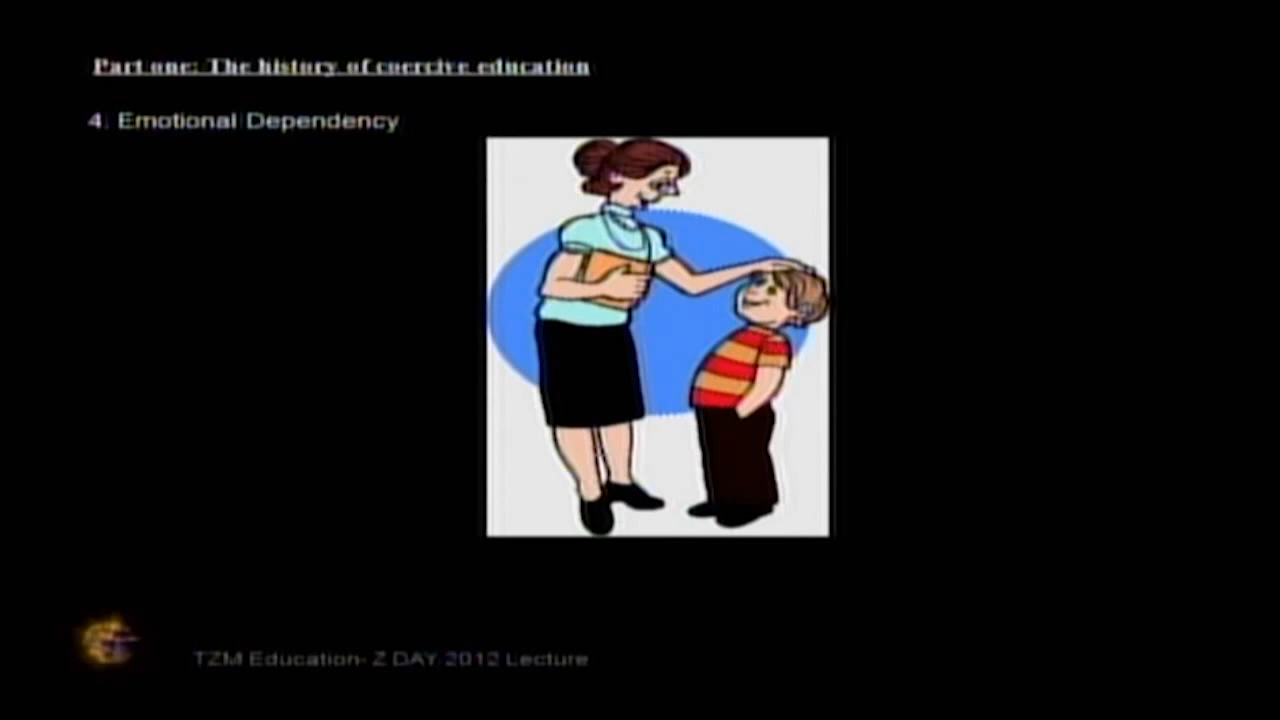 Part one: The history of coercive education
4. Emotional Dependency
TZM Education- Z DAY 2012 Lecture